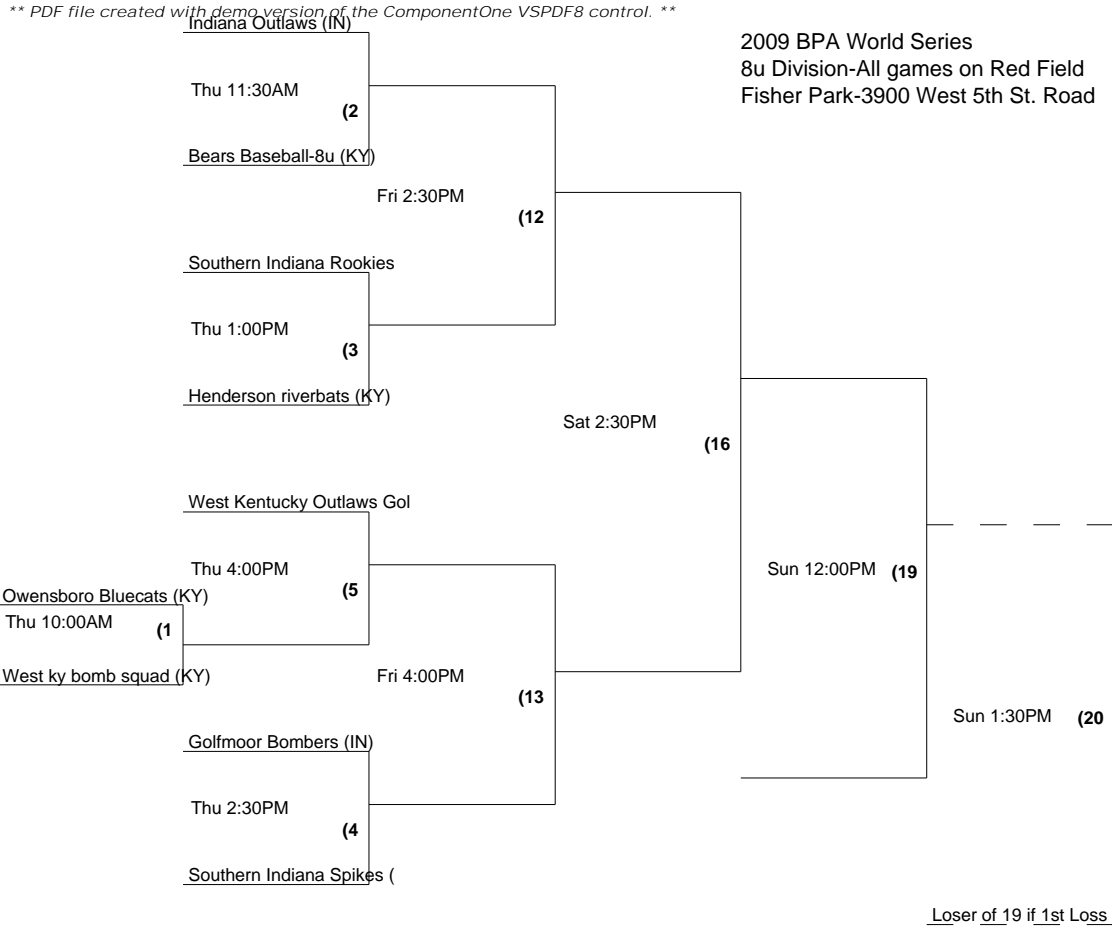 ** PDF file created with demo version of the ComponentOne VSPDF8 control. **
Indiana Outlaws (IN)
2009 BPA World Series
8u Division-All games on Red Field
Fisher Park-3900 West 5th St. Road
Thu 11:30AM
(2
Bears Baseball-8u (KY)
Fri 2:30PM
(12
Southern Indiana Rookies
Thu 1:00PM
(3
Henderson riverbats (KY)
Sat 2:30PM
(16
West Kentucky Outlaws Gol
Thu 4:00PM
(5
Sun 12:00PM (19
Owensboro Bluecats (KY)
Thu 10:00AM
(1
West ky bomb squad (KY)
Fri 4:00PM
(13
Sun 1:30PM (20
Golfmoor Bombers (IN)
Thu 2:30PM
(4
Southern Indiana Spikes (
Loser of 19 if 1st Loss